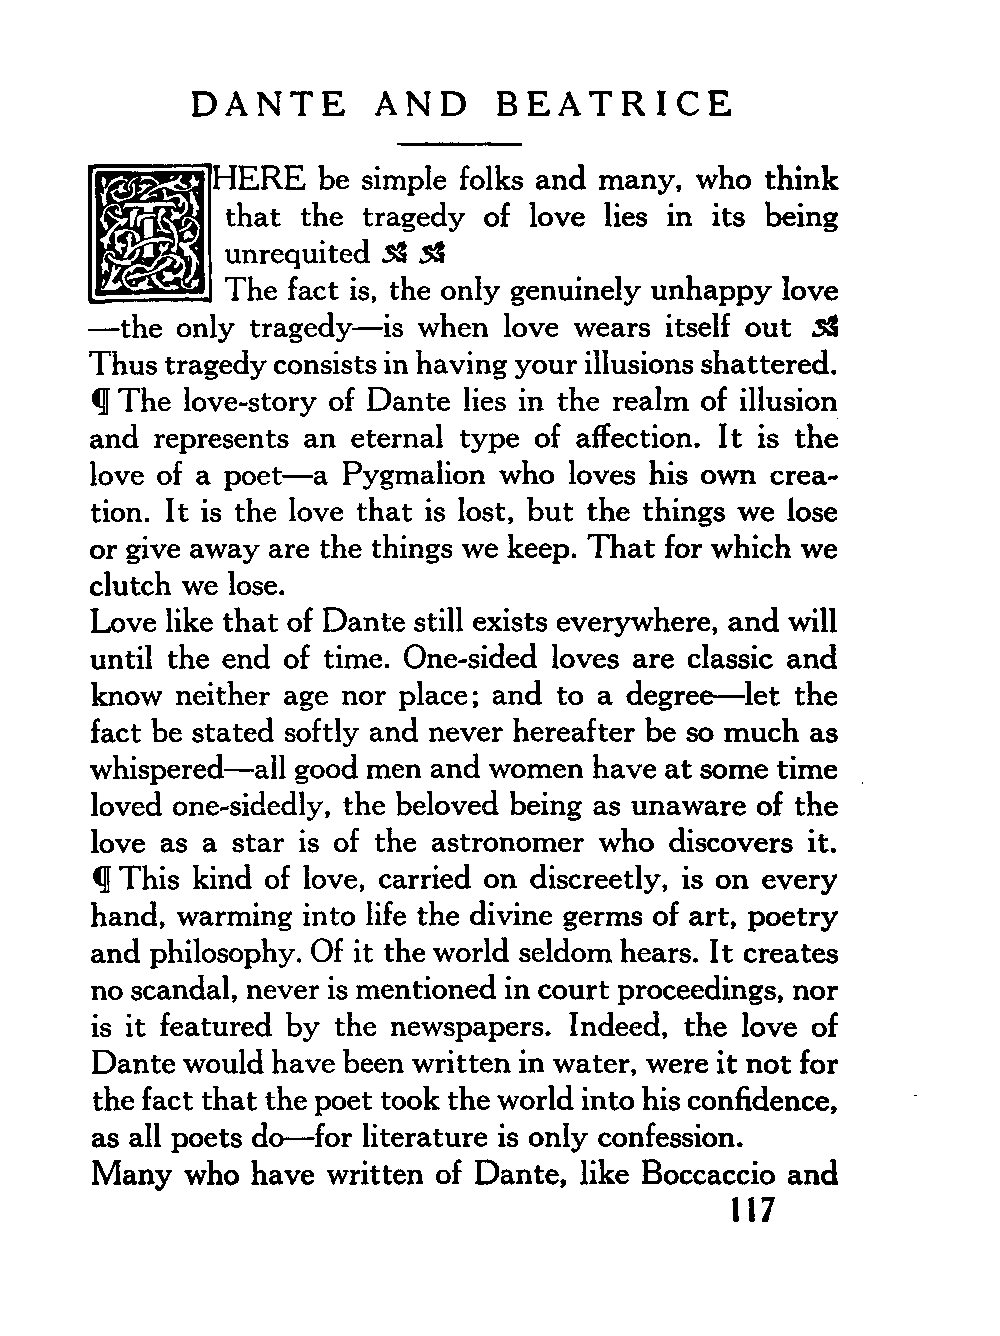 DANTE AND BEATRICE
THERE be simple folks and many, who think
that the tragedy of love lies in its being
unrequited
The fact is, the only genuinely unhappy love
—the only tragedy—is when love wears itself out
Thus tragedy consists in having your illusions shattered.
¶ The love-story of Dante lies in the realm of illusion
and represents an eternal type of affection. It is the
love of a poet—a Pygmalion who loves his own crea-
tion. It is the love that is lost, but the things we lose
or give away are the things we keep. That for which we
clutch we lose.
Love like that of Dante still exists everywhere, and will
until the end of time. One-sided loves are classic and
know neither age nor place; and to a degree—let the
fact be stated softly and never hereafter be so much as
whispered—all good men and women have at some time
loved one-sidedly, the beloved being as unaware of the
love as a star is of the astronomer who discovers it.
¶ This kind of love, carried on discreetly, is on every
hand, warming into life the divine germs of art, poetry
and philosophy. Of it the world seldom hears. It creates
no scandal, never is mentioned in court proceedings, nor
is it featured by the newspapers. Indeed, the love of
Dante would have been written in water, were it not for
the fact that the poet took the world into his confidence,
as all poets do—for literature is only confession.
Many who have written of Dante, like Boccaccio and
117